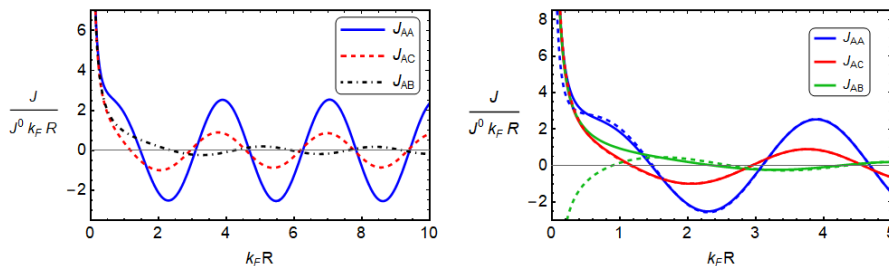 6
4
2
0
−2
J
J⁰ k_F R
J_AA
J_AC
J_AB
0 2 4 6 8 10
k_F R
8
6
4
2
0
−2
J
J⁰ k_F R
J_AA
J_AC
J_AB
0 1 2 3 4 5
k_F R